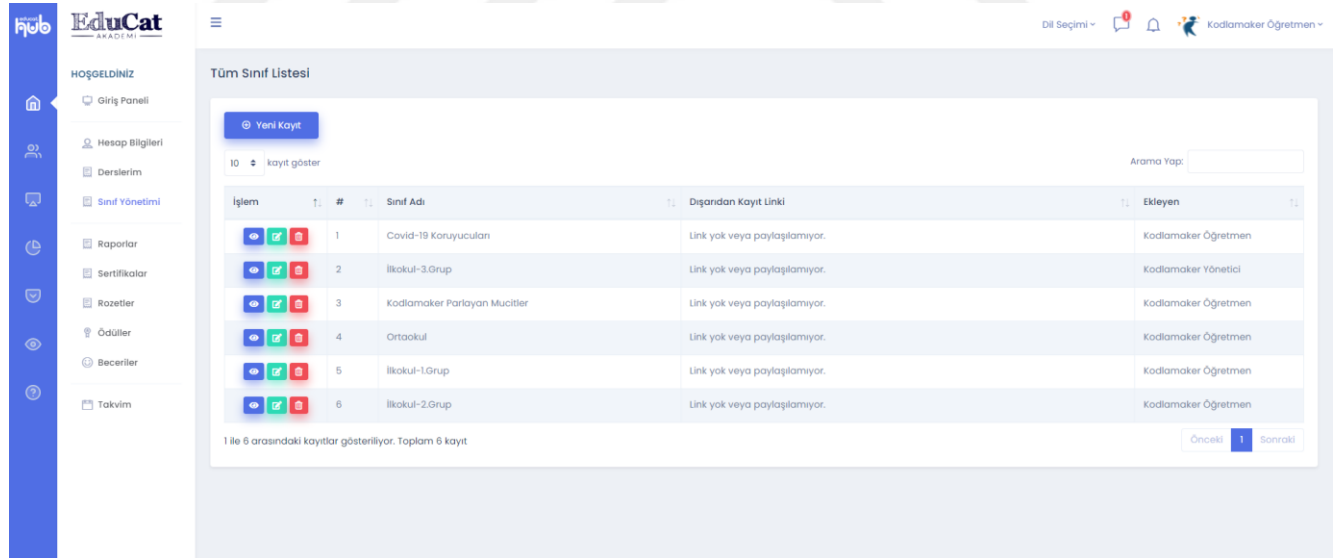 educat
hub
EduCat
AKADEMİ
Dil Seçimi
0
Kodlamaker Öğretmen
HOŞGELDİNİZ
Giriş Paneli
Hesap Bilgileri
Derslerim
Sınıf Yönetimi
Raporlar
Sertifikalar
Rozetler
Ödüller
Beceriler
Takvim
Tüm Sınıf Listesi
Yeni Kayıt
10 kayıt göster
Arama Yap:
İşlem # Sınıf Adı Dışarıdan Kayıt Linki Ekleyen
1 Covid-19 Koruyucuları Link yok veya paylaşılamıyor. Kodlamaker Öğretmen
2 İlkokul-3.Grup Link yok veya paylaşılamıyor. Kodlamaker Yönetici
3 Kodlamaker Parlayan Mucitler Link yok veya paylaşılamıyor. Kodlamaker Öğretmen
4 Ortaokul Link yok veya paylaşılamıyor. Kodlamaker Öğretmen
5 İlkokul-1.Grup Link yok veya paylaşılamıyor. Kodlamaker Öğretmen
6 İlkokul-2.Grup Link yok veya paylaşılamıyor. Kodlamaker Öğretmen
1 ile 6 arasındaki kayıtlar gösteriliyor. Toplam 6 kayıt
Önceki 1 Sonraki